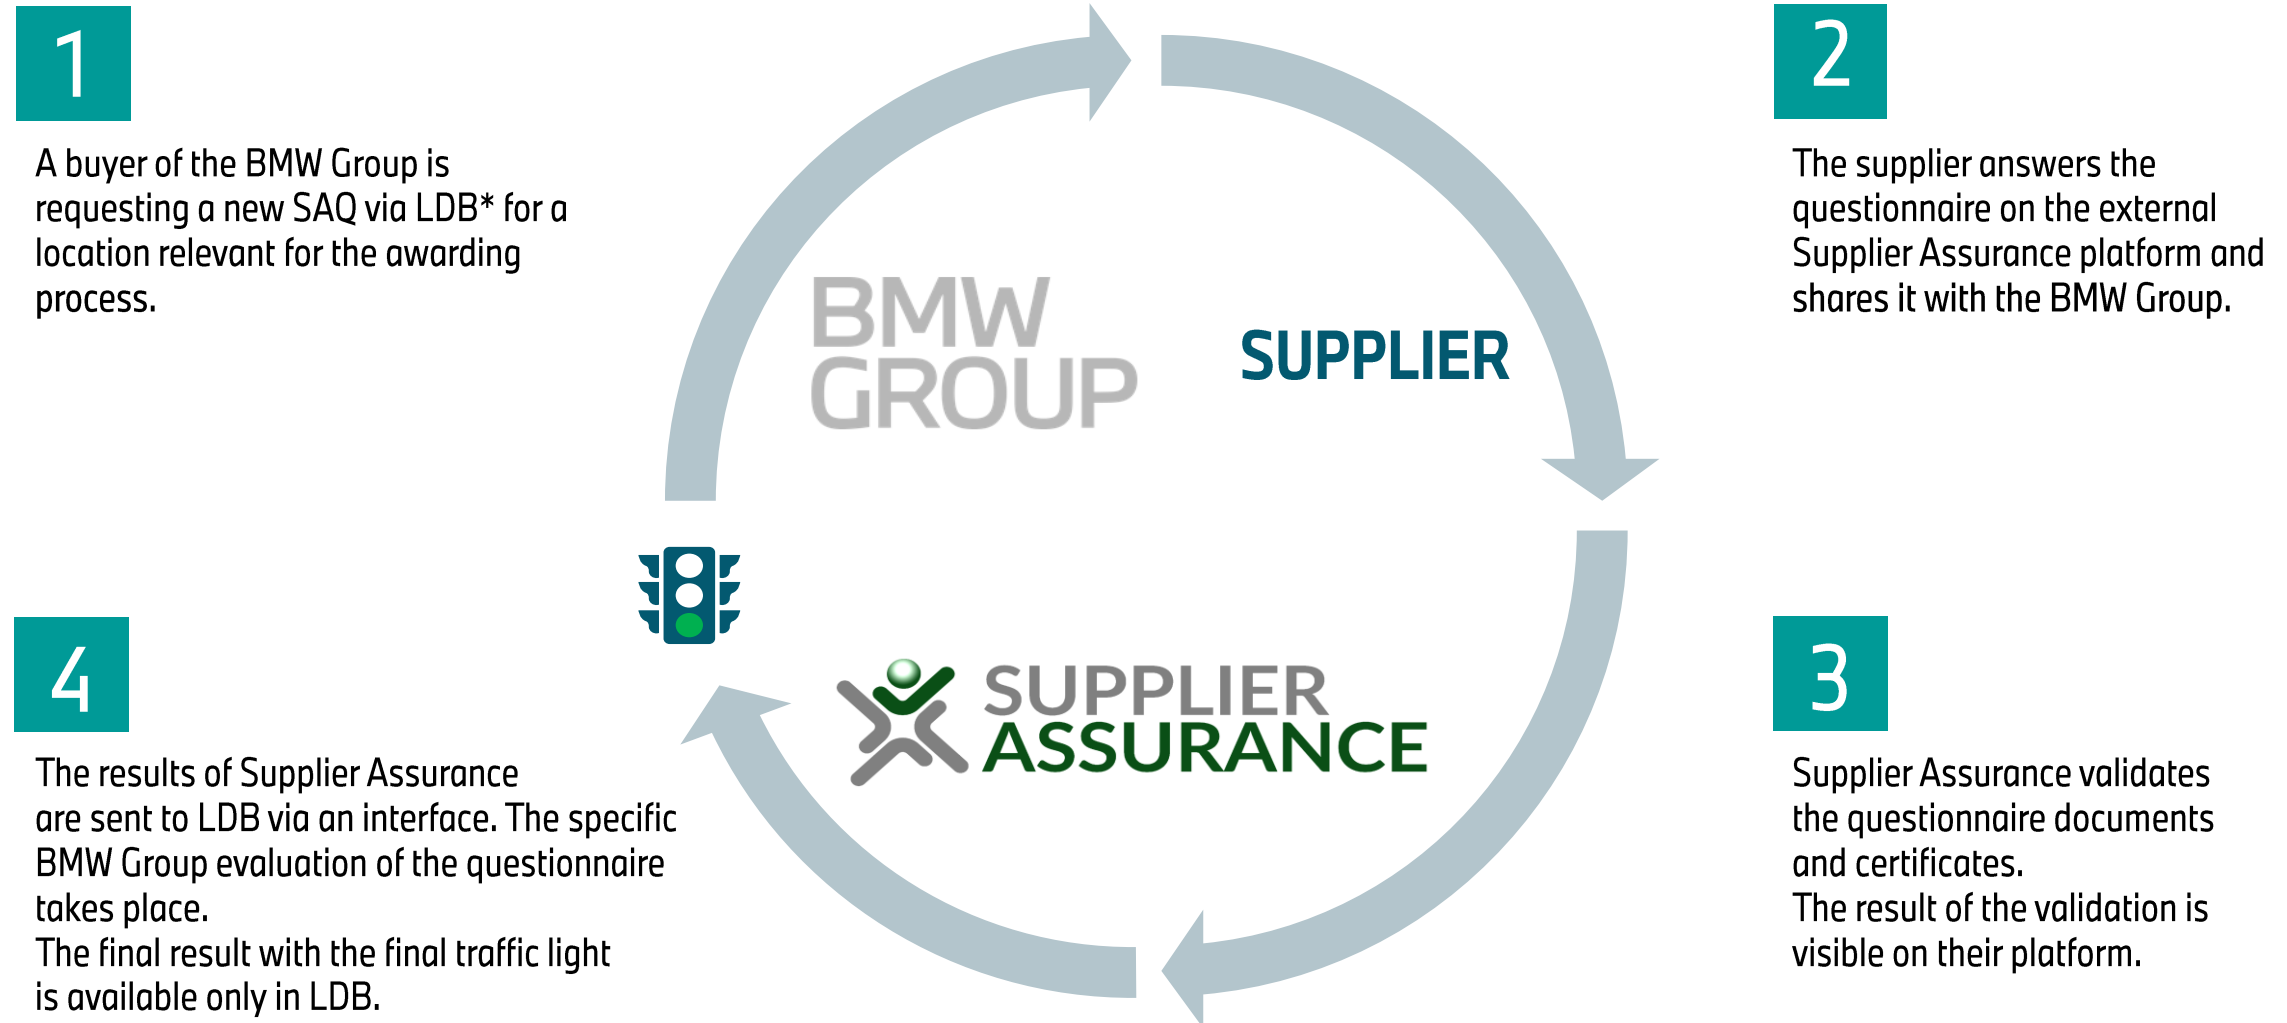 1
A buyer of the BMW Group is
requesting a new SAQ via LDB* for a
location relevant for the awarding
process.
2
The supplier answers the
questionnaire on the external
Supplier Assurance platform and
shares it with the BMW Group.
BMW
GROUP
SUPPLIER
SUPPLIER
ASSURANCE
3
Supplier Assurance validates
the questionnaire documents
and certificates.
The result of the validation is
visible on their platform.
4
The results of Supplier Assurance
are sent to LDB via an interface. The specific
BMW Group evaluation of the questionnaire
takes place.
The final result with the final traffic light
is available only in LDB.